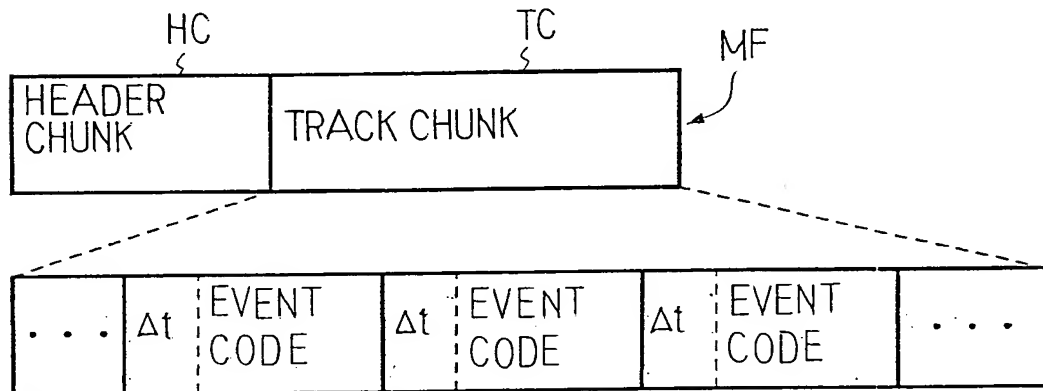 HC TC MF
HEADER
CHUNK
TRACK CHUNK
. . . Δt EVENT CODE Δt EVENT CODE Δt EVENT CODE . . .